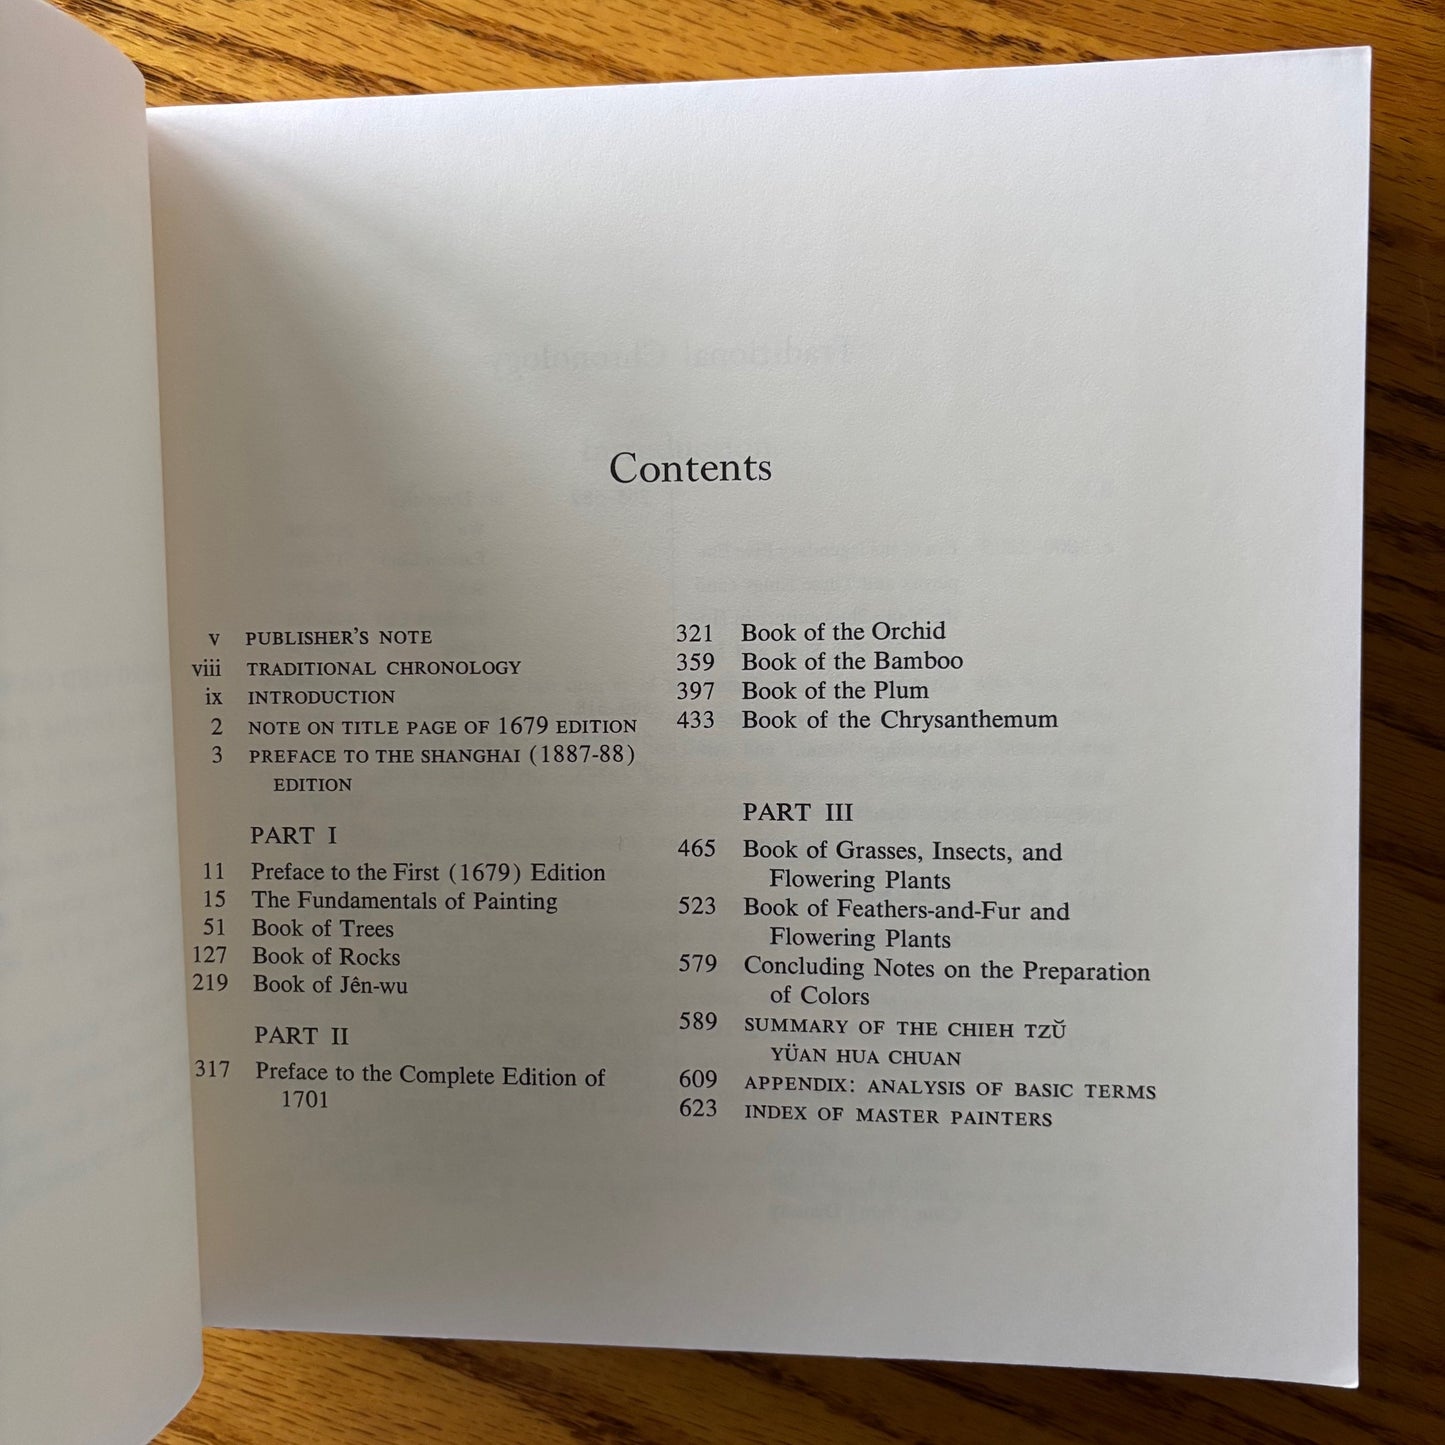 Contents
v PUBLISHER'S NOTE
viii TRADITIONAL CHRONOLOGY
ix INTRODUCTION
2 NOTE ON TITLE PAGE OF 1679 EDITION
3 PREFACE TO THE SHANGHAI (1887-88)
EDITION
PART I
11 Preface to the First (1679) Edition
15 The Fundamentals of Painting
51 Book of Trees
127 Book of Rocks
219 Book of Jên-wu
PART II
317 Preface to the Complete Edition of
1701
321 Book of the Orchid
359 Book of the Bamboo
397 Book of the Plum
433 Book of the Chrysanthemum
PART III
465 Book of Grasses, Insects, and
Flowering Plants
523 Book of Feathers-and-Fur and
Flowering Plants
579 Concluding Notes on the Preparation
of Colors
589 SUMMARY OF THE CHIEH TZŬ
YÜAN HUA CHUAN
609 APPENDIX: ANALYSIS OF BASIC TERMS
623 INDEX OF MASTER PAINTERS